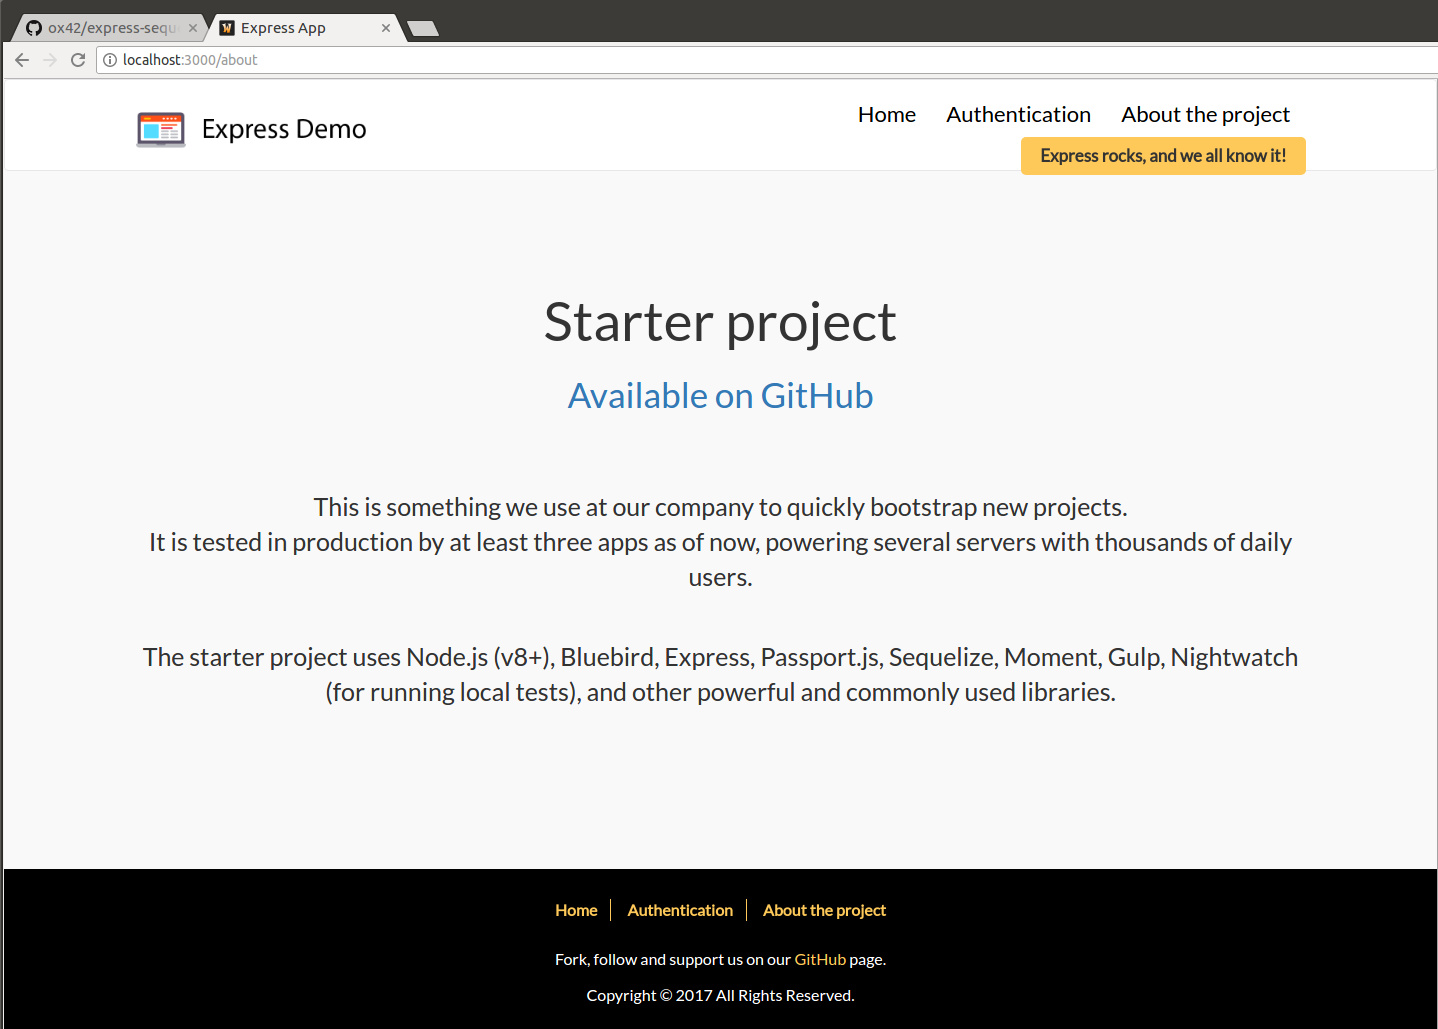 ox42/express-sequ
Express App
localhost:3000/about
Express Demo
Home Authentication About the project
Express rocks, and we all know it!
Starter project
Available on GitHub
This is something we use at our company to quickly bootstrap new projects.
It is tested in production by at least three apps as of now, powering several servers with thousands of daily
users.
The starter project uses Node.js (v8+), Bluebird, Express, Passport.js, Sequelize, Moment, Gulp, Nightwatch
(for running local tests), and other powerful and commonly used libraries.
Home Authentication About the project
Fork, follow and support us on our GitHub page.
Copyright © 2017 All Rights Reserved.